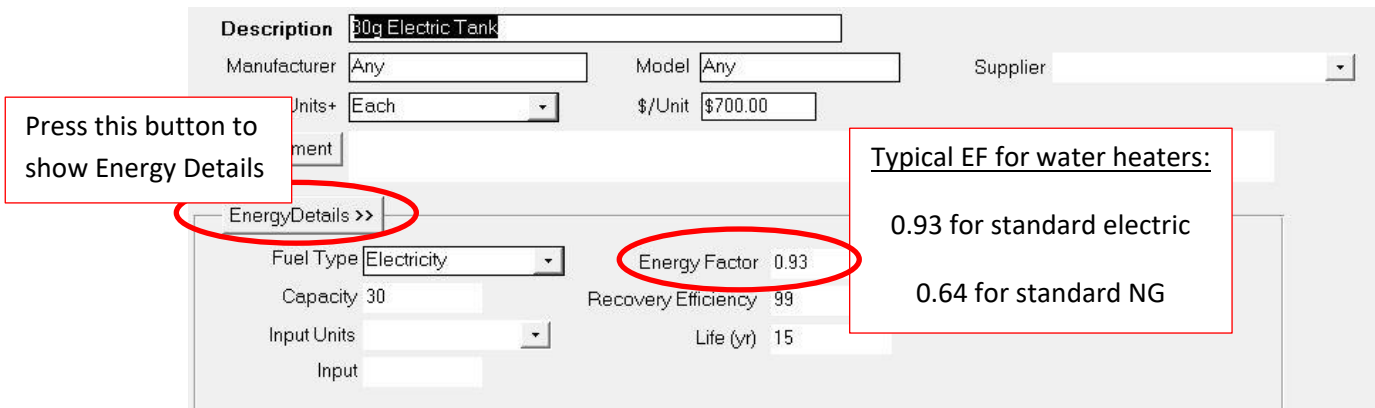 Description 30g Electric Tank
Manufacturer Any Model Any Supplier
Units+ Each $/Unit $700.00
Press this button to
show Energy Details
ment
Typical EF for water heaters:
0.93 for standard electric
0.64 for standard NG
EnergyDetails >>
Fuel Type Electricity Energy Factor 0.93
Capacity 30 Recovery Efficiency 99
Input Units Life (yr) 15
Input